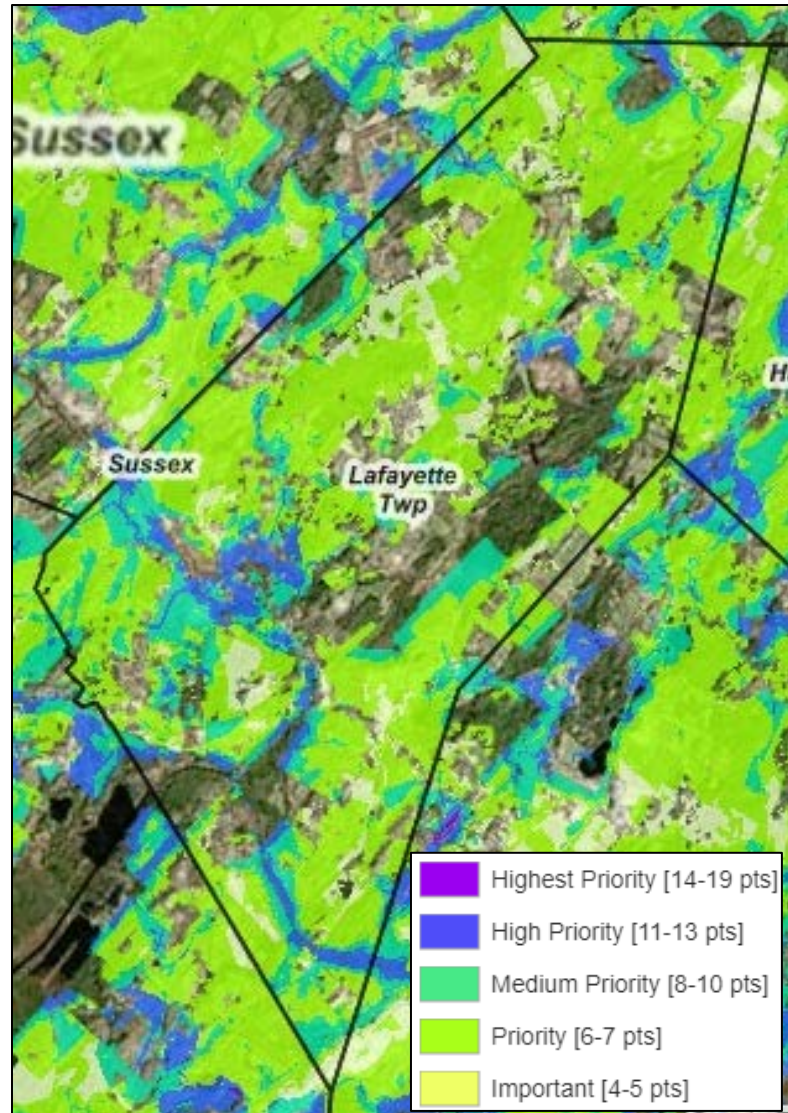 Sussex
H
Sussex
Lafayette
Twp
Highest Priority [14-19 pts]
High Priority [11-13 pts]
Medium Priority [8-10 pts]
Priority [6-7 pts]
Important [4-5 pts]